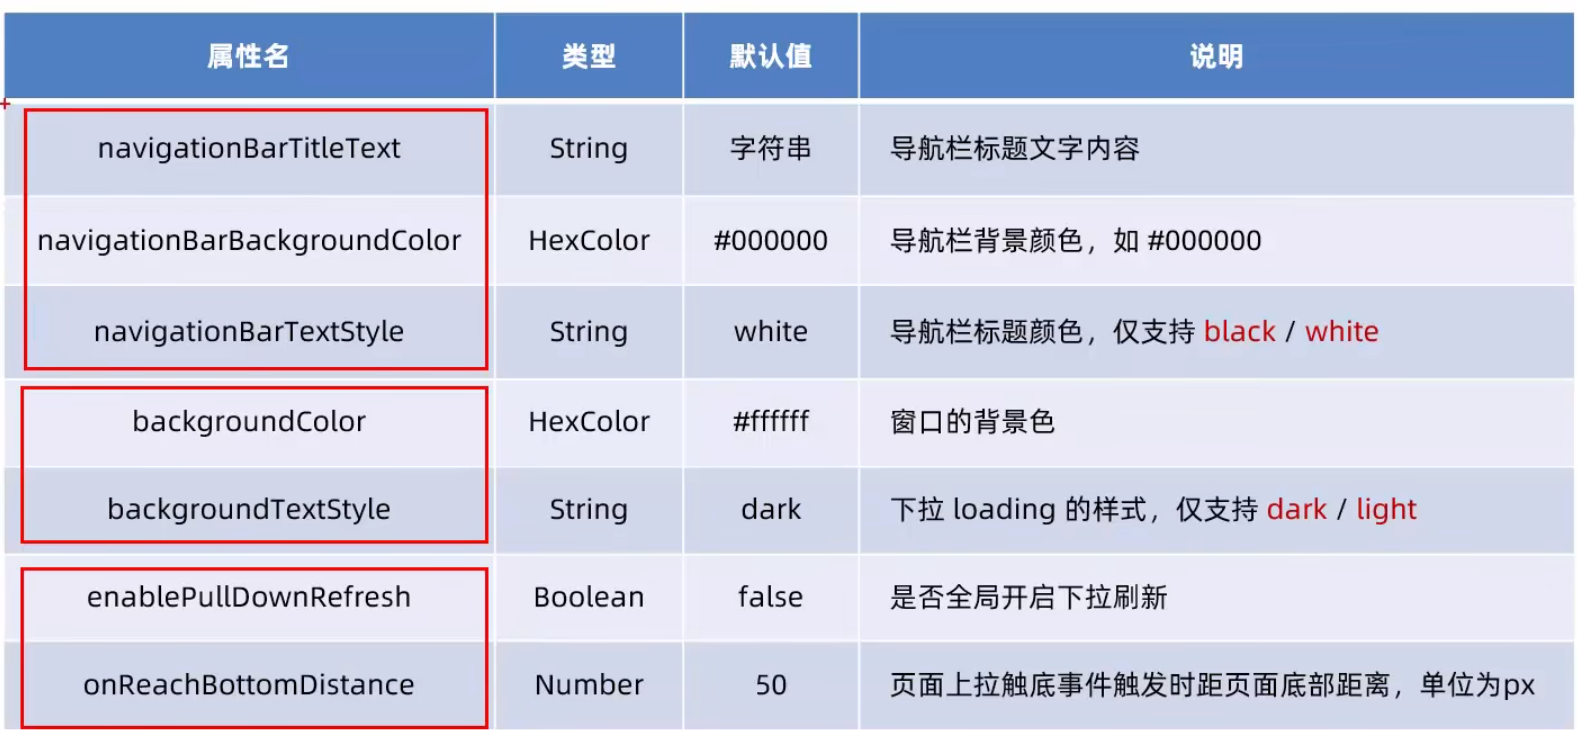 属性名 类型 默认值 说明
navigationBarTitleText String 字符串 导航栏标题文字内容
navigationBarBackgroundColor HexColor #000000 导航栏背景颜色，如 #000000
navigationBarTextStyle String white 导航栏标题颜色，仅支持 black / white
backgroundColor HexColor #ffffff 窗口的背景色
backgroundTextStyle String dark 下拉 loading 的样式，仅支持 dark / light
enablePullDownRefresh Boolean false 是否全局开启下拉刷新
onReachBottomDistance Number 50 页面上拉触底事件触发时距页面底部距离，单位为px